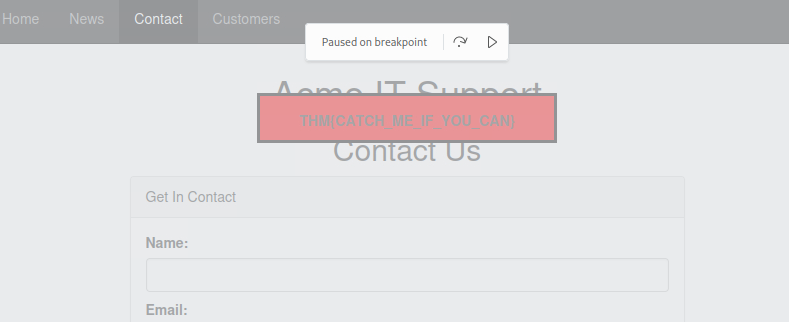 Home News Contact Customers
Paused on breakpoint
Acme IT Support
THM{CATCH_ME_IF_YOU_CAN}
Contact Us
Get In Contact
Name:
Email: